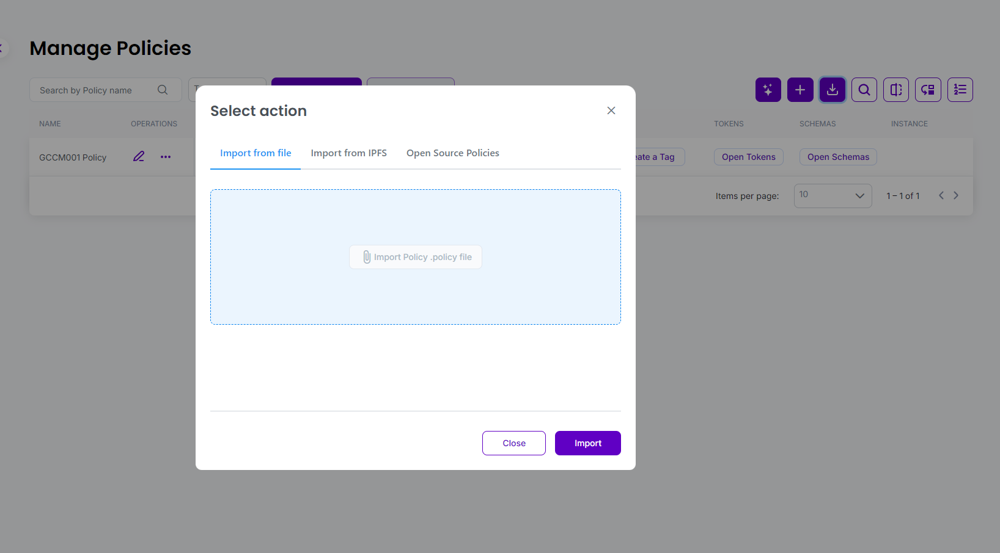 Manage Policies
Search by Policy name
Select action
Import from file
Import from IPFS
Open Source Policies
NAME
OPERATIONS
TOKENS
SCHEMAS
INSTANCE
GCCM001 Policy
a Tag
Open Tokens
Open Schemas
Items per page:
10
1 – 1 of 1
Import Policy .policy file
Close
Import